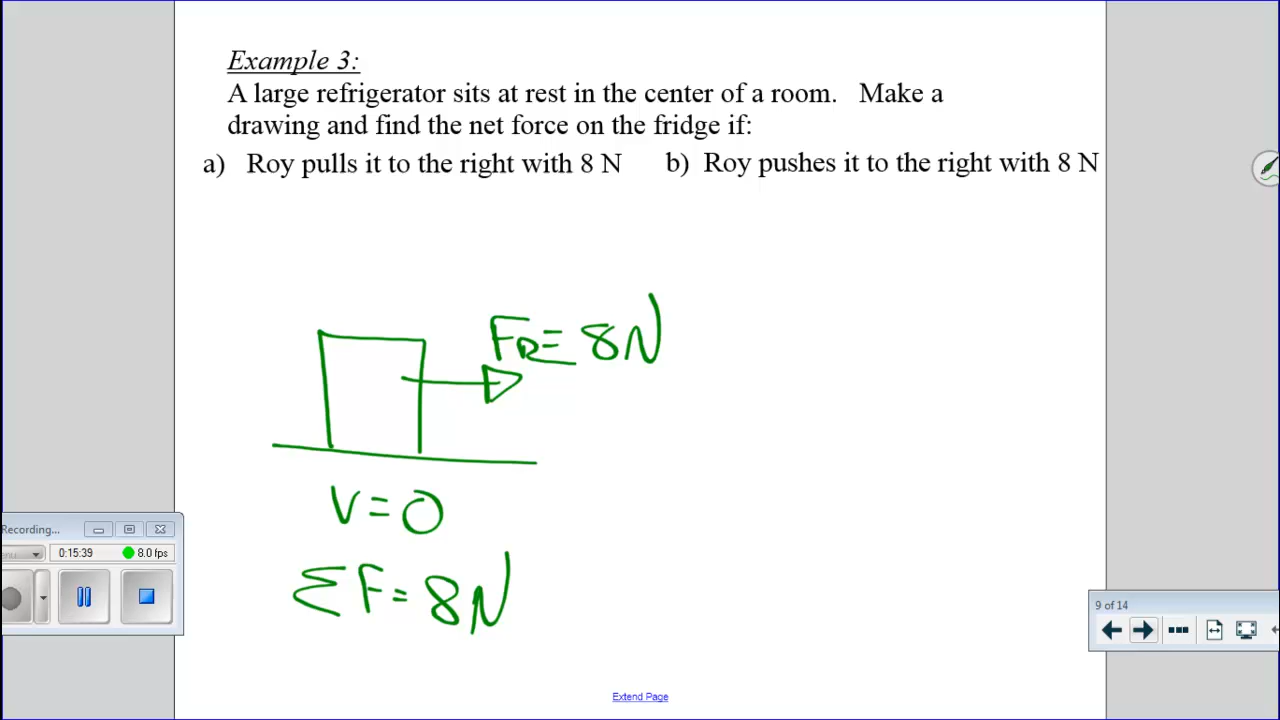 Example 3:
A large refrigerator sits at rest in the center of a room. Make a
drawing and find the net force on the fridge if:
a) Roy pulls it to the right with 8 N
b) Roy pushes it to the right with 8 N
FR = 8N
V = 0
ΣF = 8N
Recording...
enu
0:15:39
8.0 fps
9 of 14
Extend Page